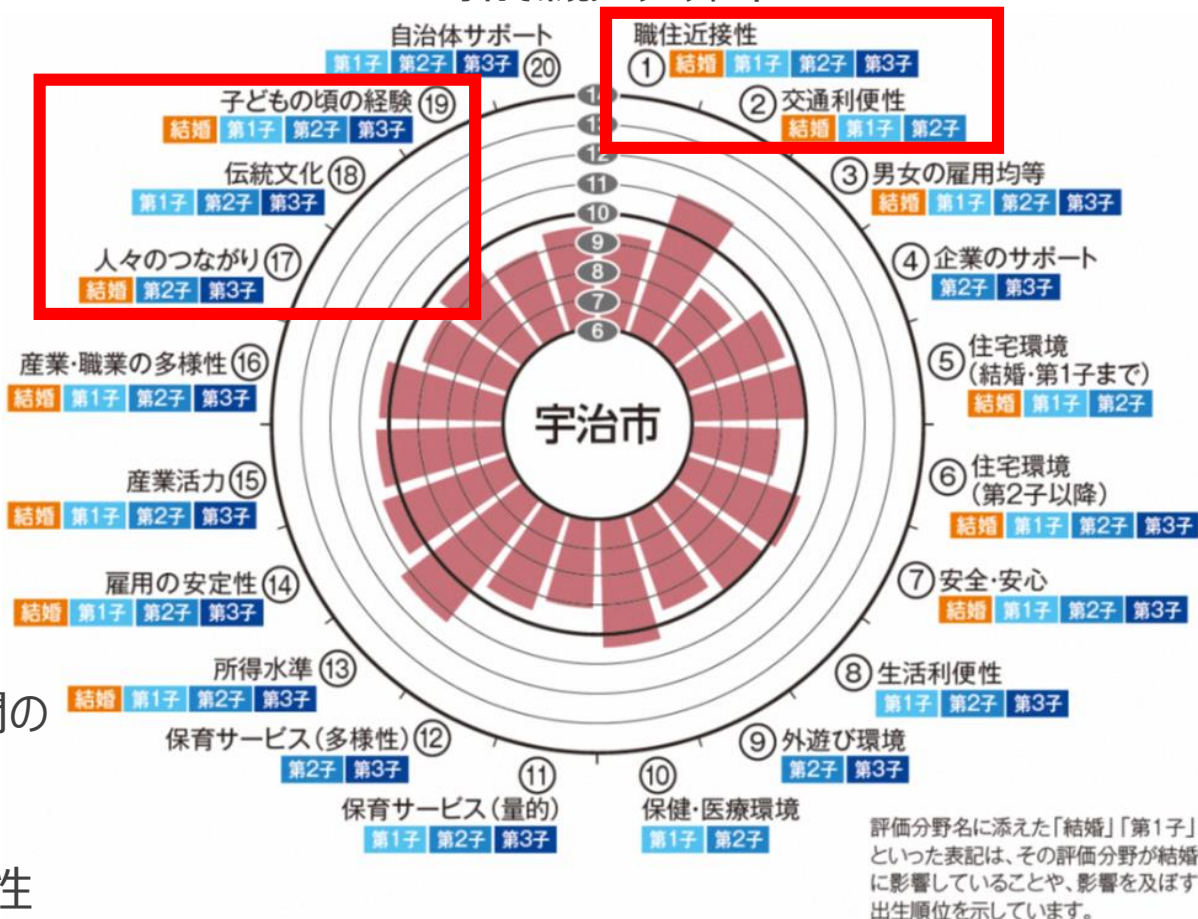 自治体サポート
第1子 第2子 第3子 ⑳
職住近接性
① 結婚 第1子 第2子 第3子
② 交通利便性
結婚 第1子 第2子
③ 男女の雇用均等
結婚 第1子 第2子 第3子
④ 企業のサポート
第2子 第3子
⑤ 住宅環境
(結婚・第1子まで)
結婚 第1子 第2子
⑥ 住宅環境
(第2子以降)
結婚 第1子 第2子 第3子
⑦ 安全・安心
結婚 第1子 第2子 第3子
⑧ 生活利便性
第1子 第2子 第3子
⑨ 外遊び環境
第2子 第3子
⑩
保健・医療環境
第1子 第2子
⑪
保育サービス(量的)
第1子 第2子 第3子
保育サービス(多様性)⑫
第2子 第3子
所得水準⑬
結婚 第1子 第2子 第3子
雇用の安定性⑭
結婚 第1子 第2子 第3子
産業活力⑮
結婚 第1子 第2子 第3子
産業・職業の多様性⑯
結婚 第1子 第2子 第3子
人々のつながり⑰
結婚 第2子 第3子
伝統文化⑱
第1子 第2子 第3子
子どもの頃の経験⑲
結婚 第1子 第2子 第3子
14
13
12
11
10
9
8
7
6
宇治市
の
性
評価分野名に添えた「結婚」「第1子」
といった表記は、その評価分野が結婚
に影響していることや、影響を及ぼす
出生順位を示しています。